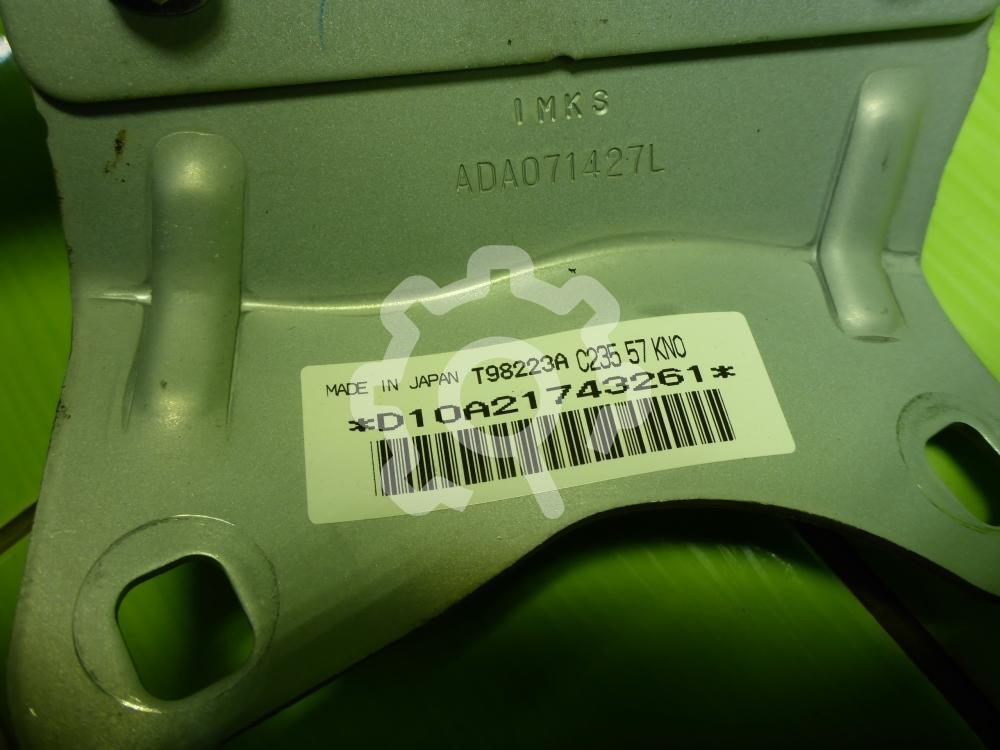 IMKS
ADA071427L
MADE IN JAPAN T98223A C235 57 KNO
*D10A21743261*